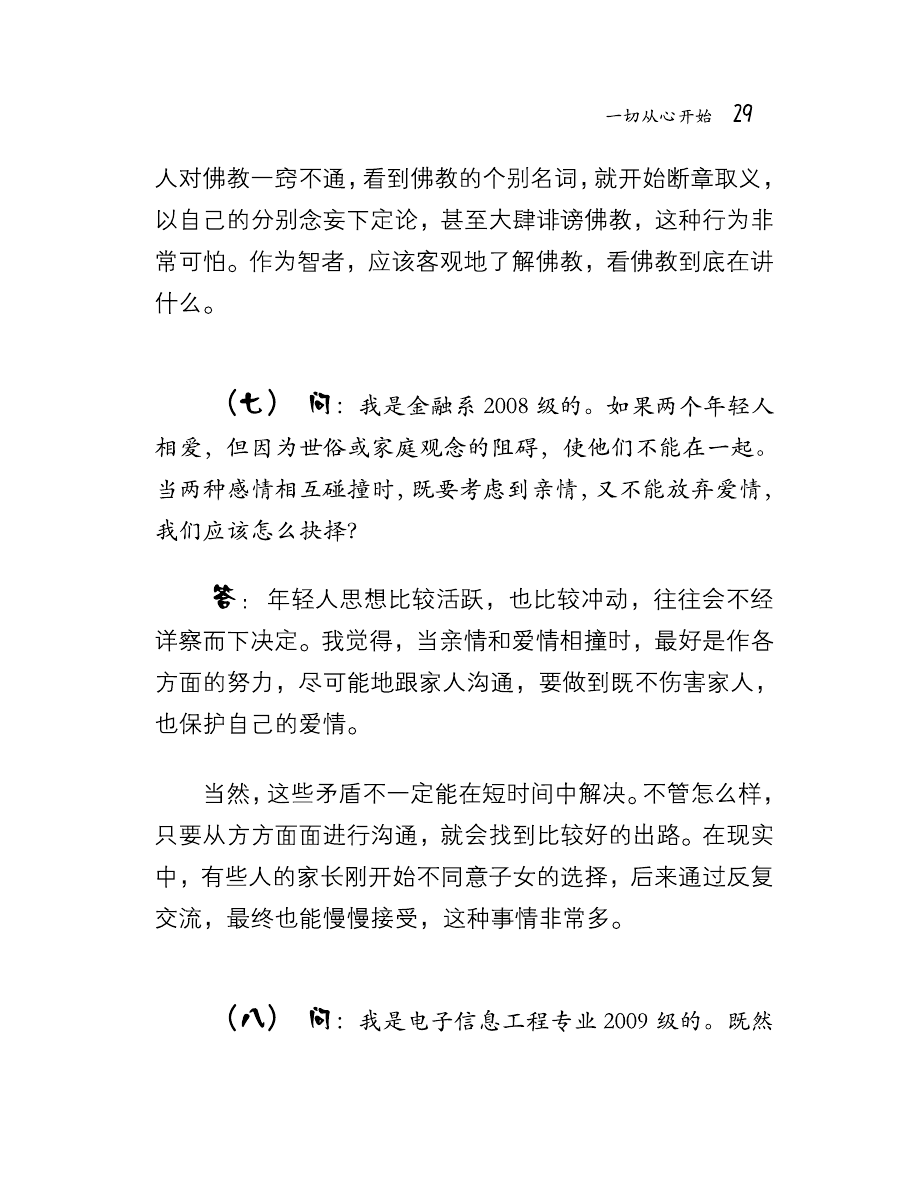 一切从心开始 29
人对佛教一窍不通，看到佛教的个别名词，就开始断章取义，
以自己的分别念妄下定论，甚至大肆诽谤佛教，这种行为非
常可怕。作为智者，应该客观地了解佛教，看佛教到底在讲
什么。
（七） 问：我是金融系 2008 级的。如果两个年轻人
相爱，但因为世俗或家庭观念的阻碍，使他们不能在一起。
当两种感情相互碰撞时，既要考虑到亲情，又不能放弃爱情，
我们应该怎么抉择？
答： 年轻人思想比较活跃，也比较冲动，往往会不经
详察而下决定。我觉得，当亲情和爱情相撞时，最好是作各
方面的努力，尽可能地跟家人沟通，要做到既不伤害家人，
也保护自己的爱情。
当然，这些矛盾不一定能在短时间中解决。不管怎么样，
只要从方方面面进行沟通，就会找到比较好的出路。在现实
中，有些人的家长刚开始不同意子女的选择，后来通过反复
交流，最终也能慢慢接受，这种事情非常多。
（八） 问：我是电子信息工程专业 2009 级的。既然